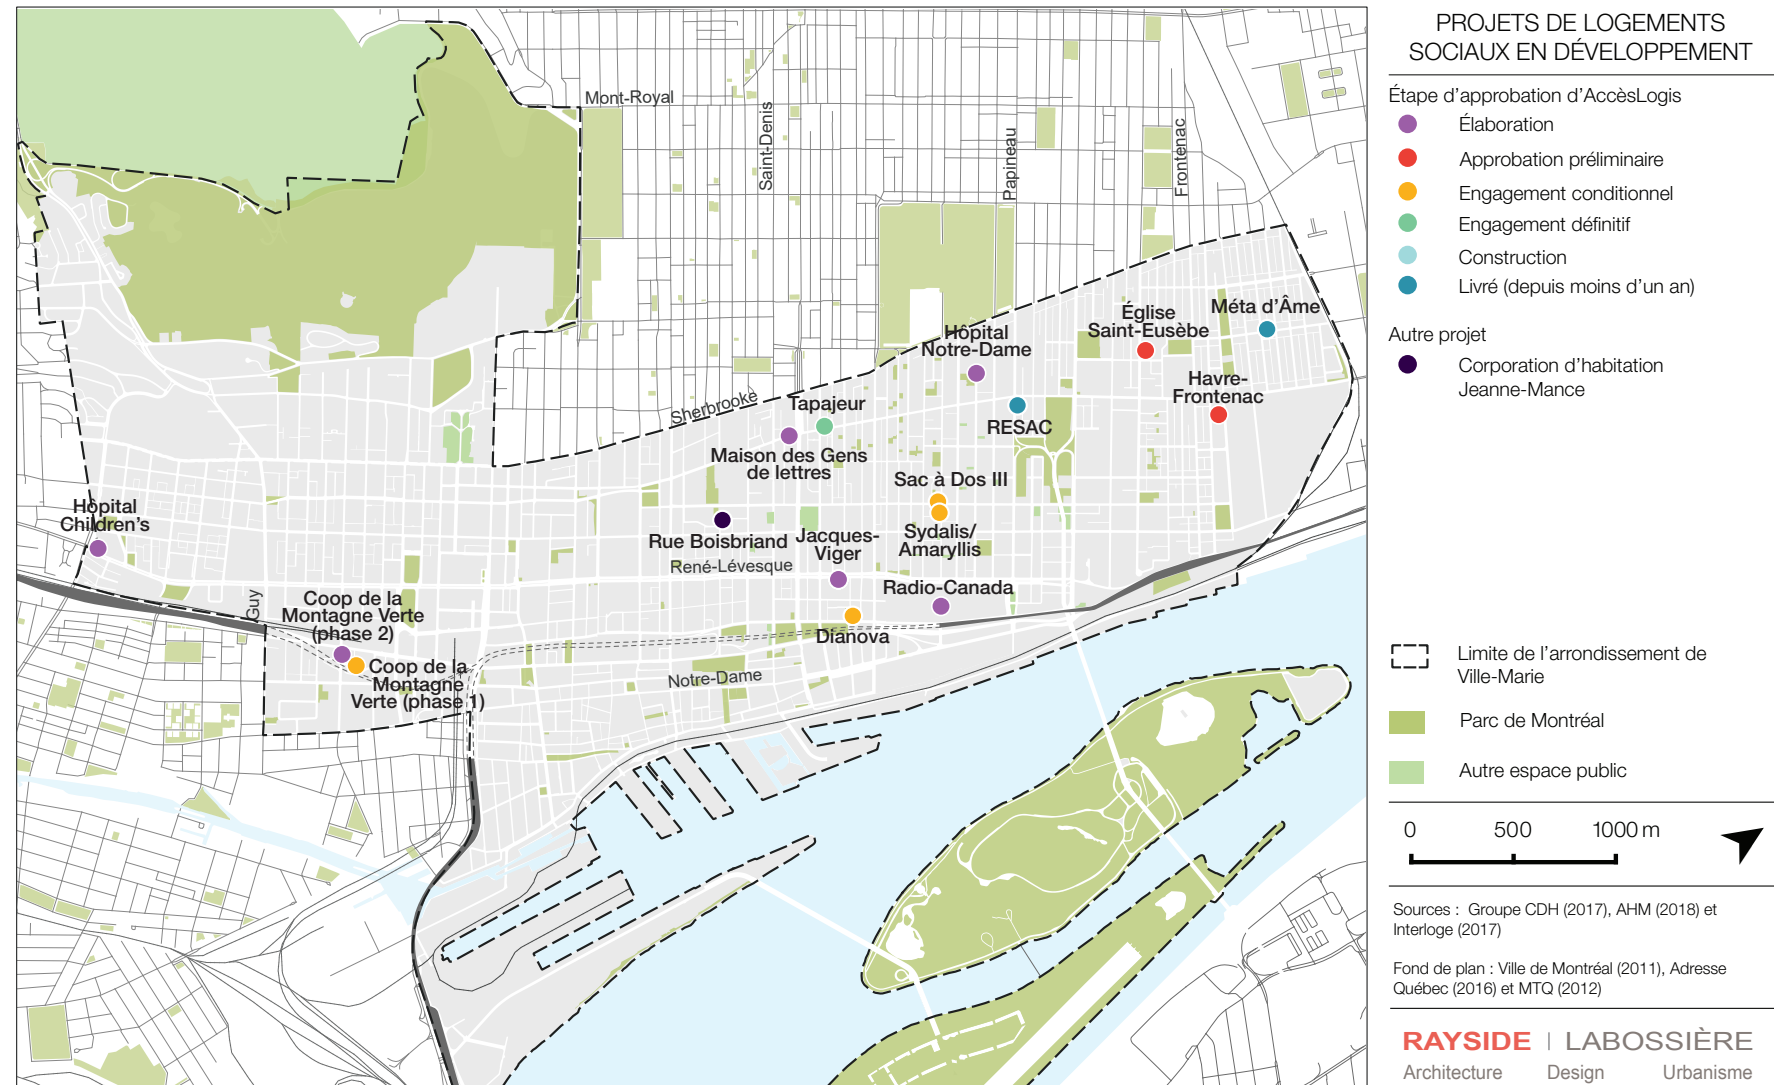 PROJETS DE LOGEMENTS
SOCIAUX EN DÉVELOPPEMENT
Étape d'approbation d'AccèsLogis
Élaboration
Approbation préliminaire
Engagement conditionnel
Engagement définitif
Construction
Livré (depuis moins d'un an)
Autre projet
Corporation d'habitation
Jeanne-Mance
Limite de l'arrondissement de
Ville-Marie
Parc de Montréal
Autre espace public
0 500 1000 m
Sources : Groupe CDH (2017), AHM (2018) et
Interloge (2017)
Fond de plan : Ville de Montréal (2011), Adresse
Québec (2016) et MTQ (2012)
RAYSIDE | LABOSSIÈRE
Architecture Design Urbanisme
Mont-Royal
Saint-Denis
Papineau
Frontenac
Sherbrooke
Hôpital
Notre-Dame
Église
Saint-Eusèbe
Méta d'Âme
Havre-
Frontenac
Tapajeur
RESAC
Maison des Gens
de lettres
Sac à Dos III
Hôpital
Children's
Rue Boisbriand
Jacques-
Viger
Sydalis/
Amaryllis
René-Lévesque
Radio-Canada
Guy
Coop de la
Montagne Verte
(phase 2)
Dianova
Coop de la
Montagne
Verte (phase 1)
Notre-Dame